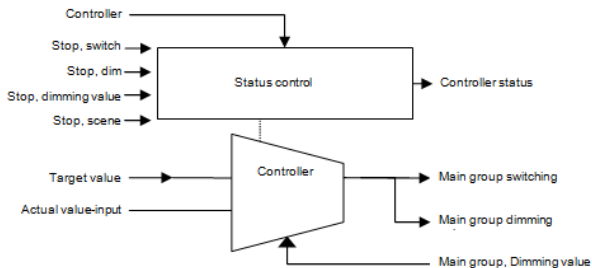 Controller
Stop, switch
Stop, dim
Stop, dimming value
Stop, scene
Status control
Controller status
Controller
Target value
Actual value-input
Main group switching
Main group dimming
Main group, Dimming value